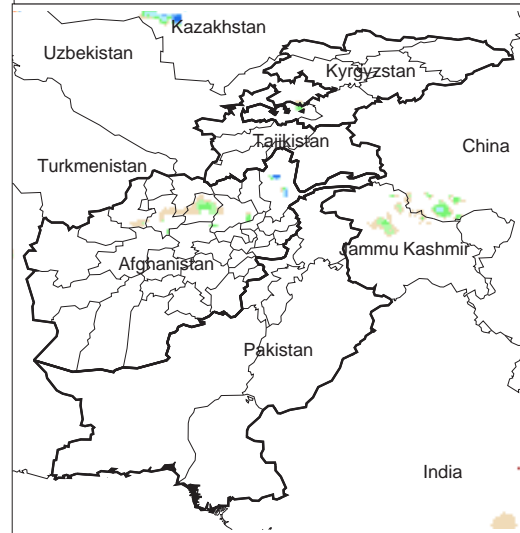 Kazakhstan
Uzbekistan
Kyrgyzstan
China
Tajikistan
Turkmenistan
Jammu Kashmir
Afghanistan
Pakistan
India